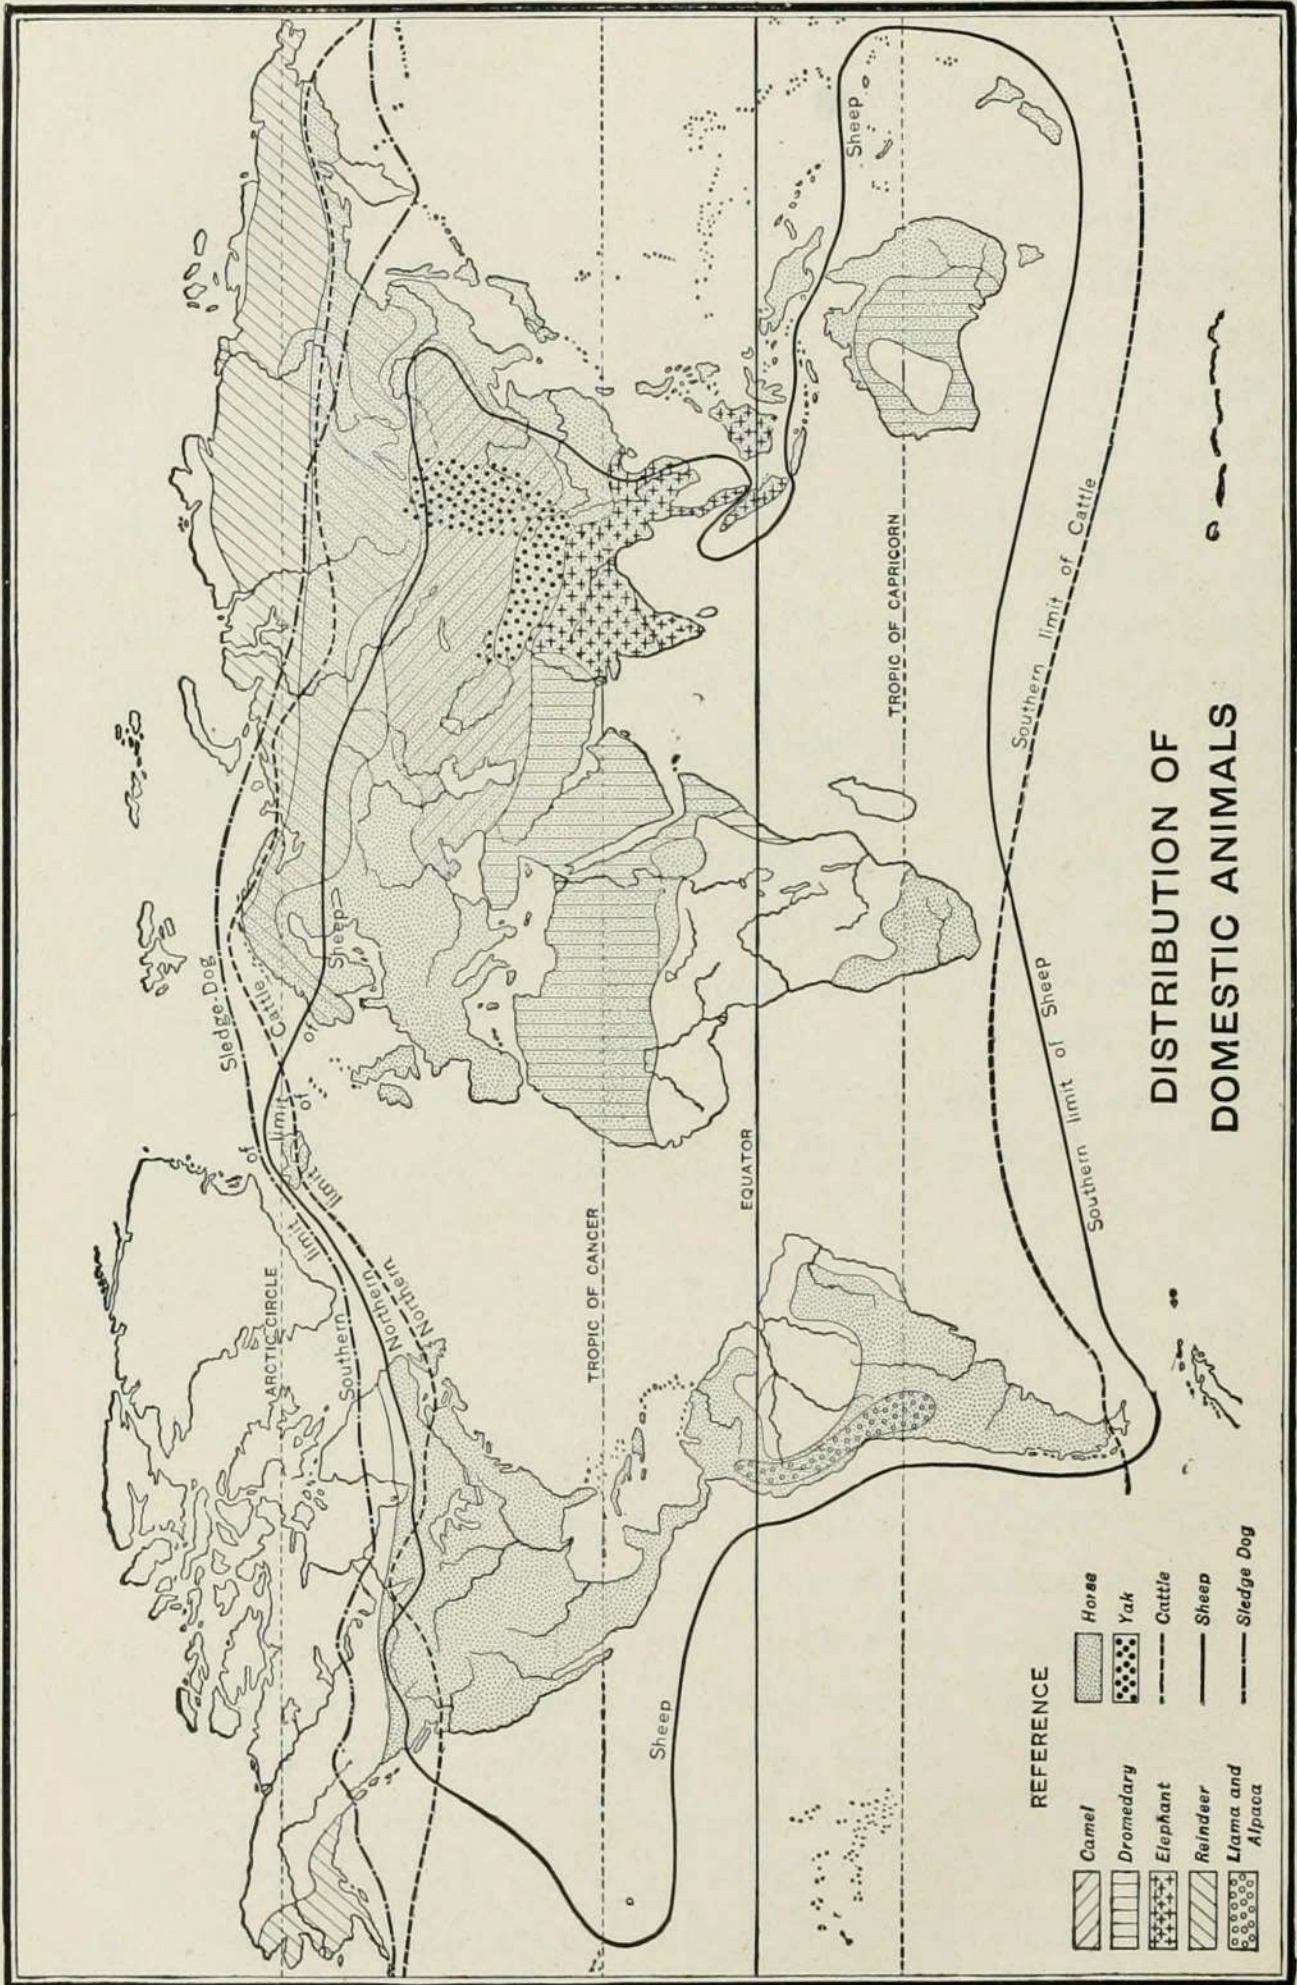 Sledge-Dog
of
limit
Southern
Cattle
of
limit
Northern
Sheep
of
limit
Northern
ARCTIC CIRCLE
TROPIC OF CANCER
EQUATOR
TROPIC OF CAPRICORN
Sheep
Sheep
Southern limit of Cattle
Southern limit of Sheep
DISTRIBUTION OF
DOMESTIC ANIMALS
REFERENCE
Camel
Dromedary
Elephant
Reindeer
Llama and
Alpaca
Horse
Yak
Cattle
Sheep
Sledge Dog